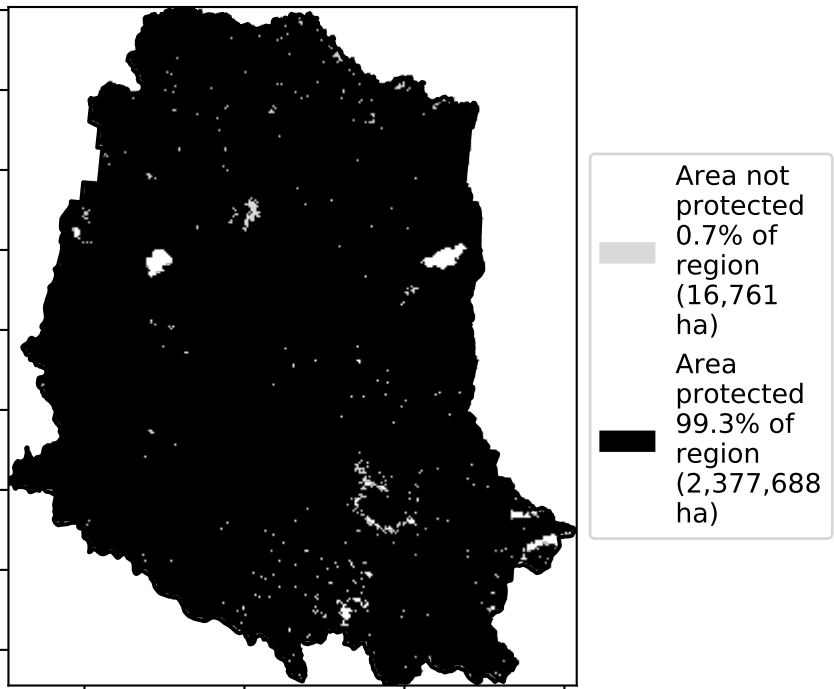 Area not
protected
0.7% of
region
(16,761
ha)
Area
protected
99.3% of
region
(2,377,688
ha)